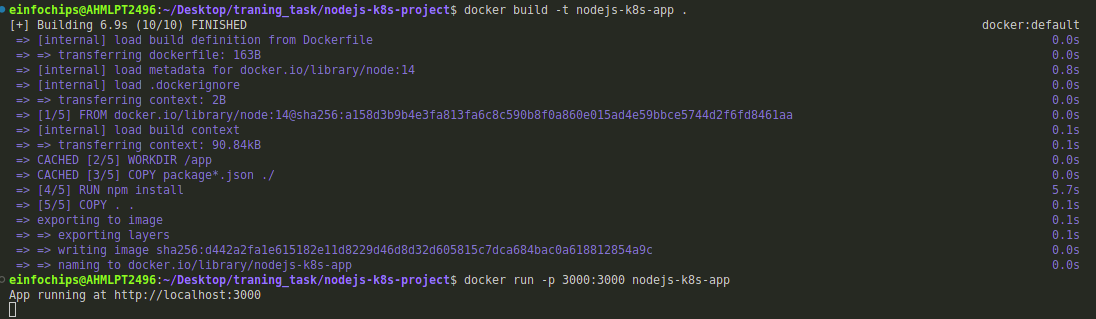 einfochips@AHMLPT2496:~/Desktop/traning_task/nodejs-k8s-project$ docker build -t nodejs-k8s-app .
[+] Building 6.9s (10/10) FINISHED docker:default
=> [internal] load build definition from Dockerfile 0.0s
=> => transferring dockerfile: 163B 0.0s
=> [internal] load metadata for docker.io/library/node:14 0.8s
=> [internal] load .dockerignore 0.0s
=> => transferring context: 2B 0.0s
=> [1/5] FROM docker.io/library/node:14@sha256:a158d3b9b4e3fa813fa6c8c590b8f0a860e015ad4e59bbce5744d2f6fd8461aa 0.0s
=> [internal] load build context 0.1s
=> => transferring context: 90.84kB 0.1s
=> CACHED [2/5] WORKDIR /app 0.0s
=> CACHED [3/5] COPY package*.json ./ 0.0s
=> [4/5] RUN npm install 5.7s
=> [5/5] COPY . . 0.1s
=> exporting to image 0.1s
=> => exporting layers 0.1s
=> => writing image sha256:d442a2fa1e615182e11d8229d46d8d32d605815c7dca684bac0a618812854a9c 0.0s
=> => naming to docker.io/library/nodejs-k8s-app 0.0s
einfochips@AHMLPT2496:~/Desktop/traning_task/nodejs-k8s-project$ docker run -p 3000:3000 nodejs-k8s-app
App running at http://localhost:3000